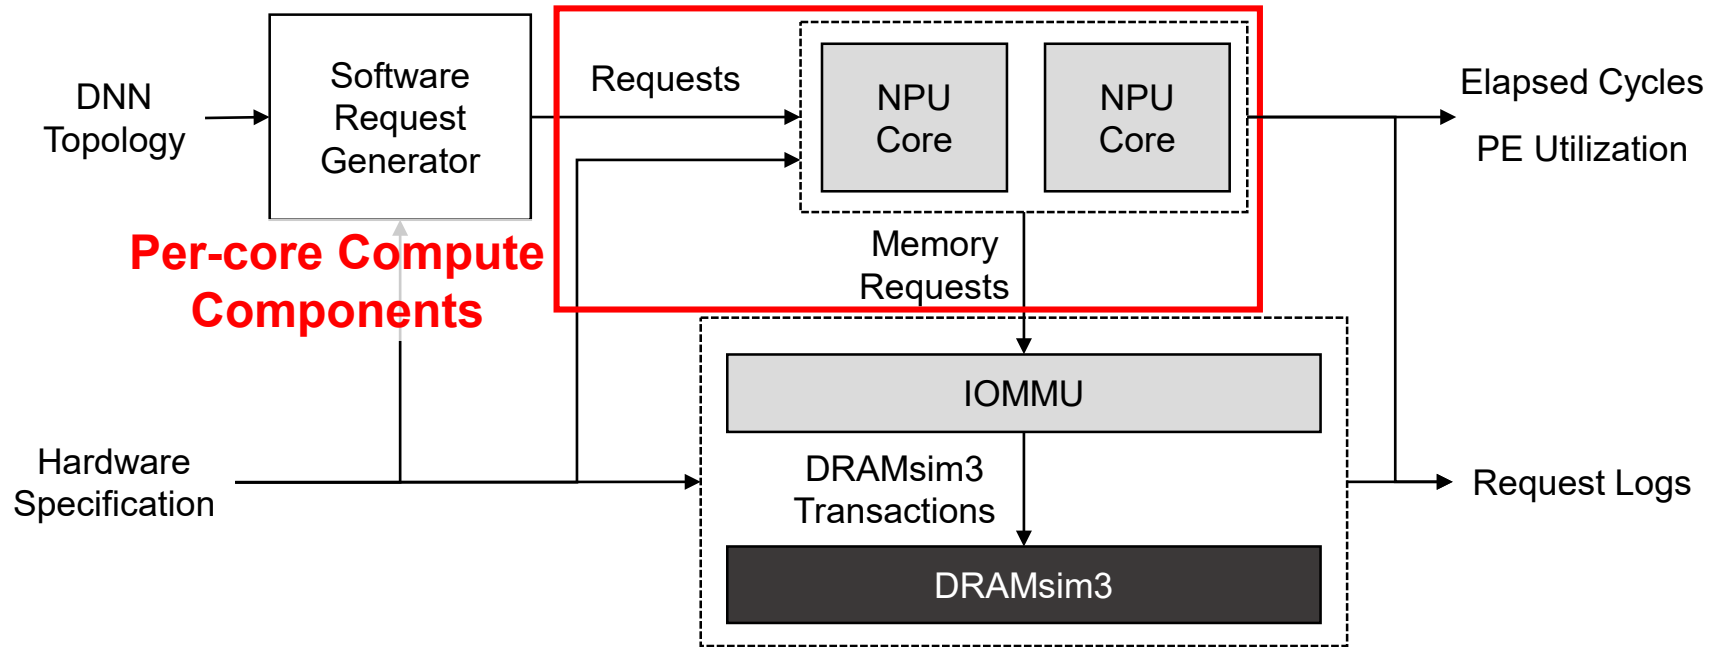 DNN
Topology
Software
Request
Generator
Requests
NPU
Core
NPU
Core
Elapsed Cycles
PE Utilization
Per-core Compute
Components
Memory
Requests
IOMMU
Hardware
Specification
DRAMsim3
Transactions
Request Logs
DRAMsim3